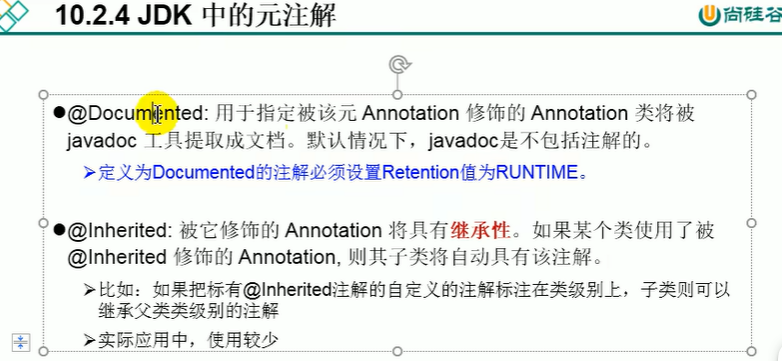 10.2.4 JDK 中的元注解
尚硅谷
●@Documented: 用于指定被该元 Annotation 修饰的 Annotation 类将被
javadoc 工具提取成文档。默认情况下，javadoc是不包括注解的。
➢定义为Documented的注解必须设置Retention值为RUNTIME。
●@Inherited: 被它修饰的 Annotation 将具有继承性。如果某个类使用了被
@Inherited 修饰的 Annotation, 则其子类将自动具有该注解。
➢比如：如果把标有@Inherited注解的自定义的注解标注在类级别上，子类则可以
继承父类类级别的注解
➢实际应用中，使用较少